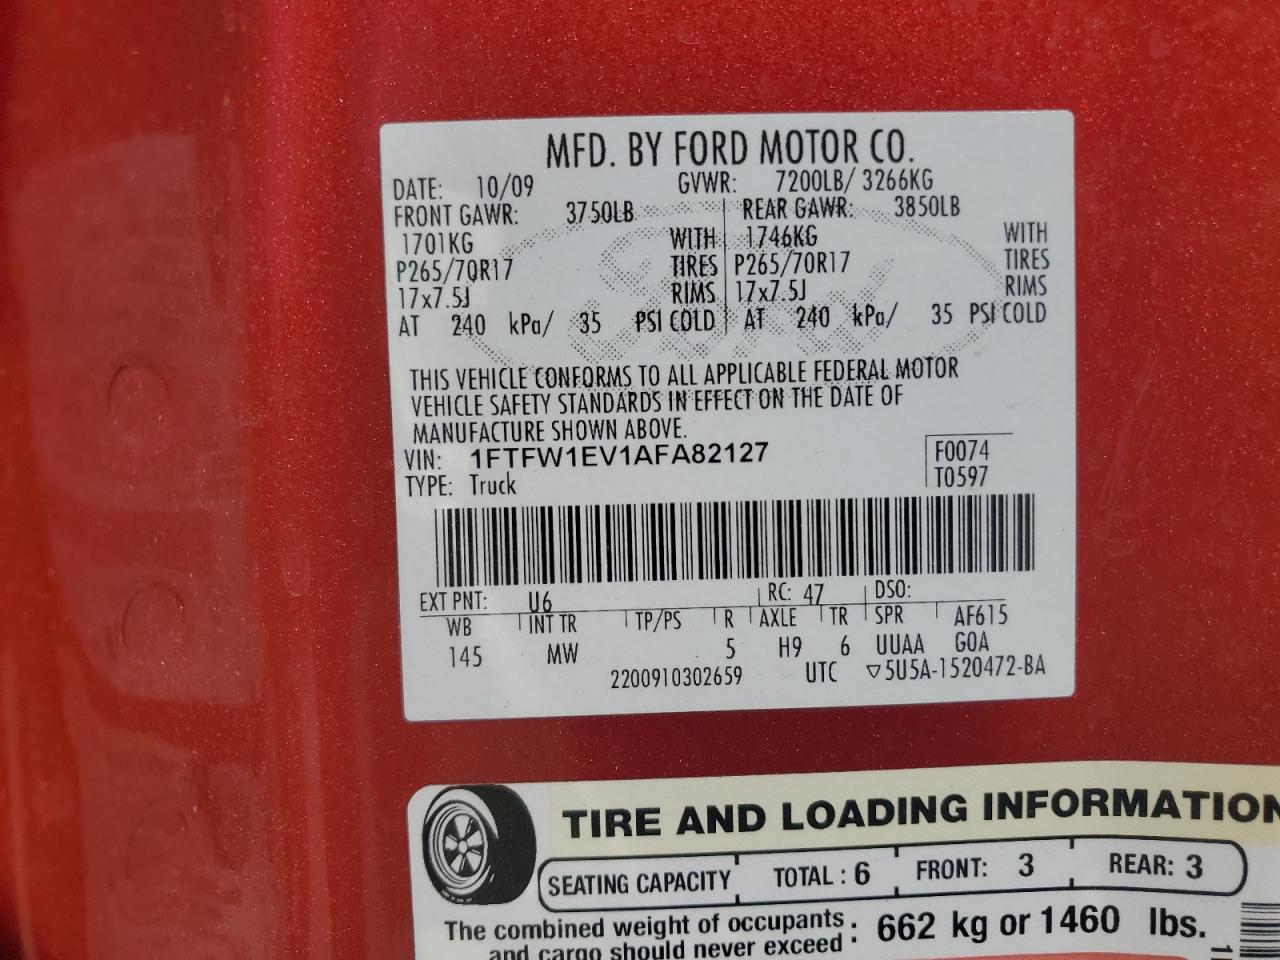 MFD. BY FORD MOTOR CO.
DATE: 10/09 GVWR: 7200LB/ 3266KG
FRONT GAWR: 3750LB REAR GAWR: 3850LB
1701KG WITH 1746KG WITH
P265/70R17 TIRES P265/70R17 TIRES
17x7.5J RIMS 17x7.5J RIMS
AT 240 kPa/ 35 PSI COLD AT 240 kPa/ 35 PSI COLD
THIS VEHICLE CONFORMS TO ALL APPLICABLE FEDERAL MOTOR
VEHICLE SAFETY STANDARDS IN EFFECT ON THE DATE OF
MANUFACTURE SHOWN ABOVE.
VIN: 1FTFW1EV1AFA82127 F0074
TYPE: Truck T0597
EXT PNT: U6 RC: 47 DSO:
WB INT TR TP/PS R AXLE TR SPR AF615
145 MW 5 H9 6 UUAA GOA
2200910302659 UTC ▽5U5A-1520472-BA
TIRE AND LOADING INFORMATION
SEATING CAPACITY TOTAL : 6 FRONT: 3 REAR: 3
The combined weight of occupants : 662 kg or 1460 lbs.
and cargo should never exceed :